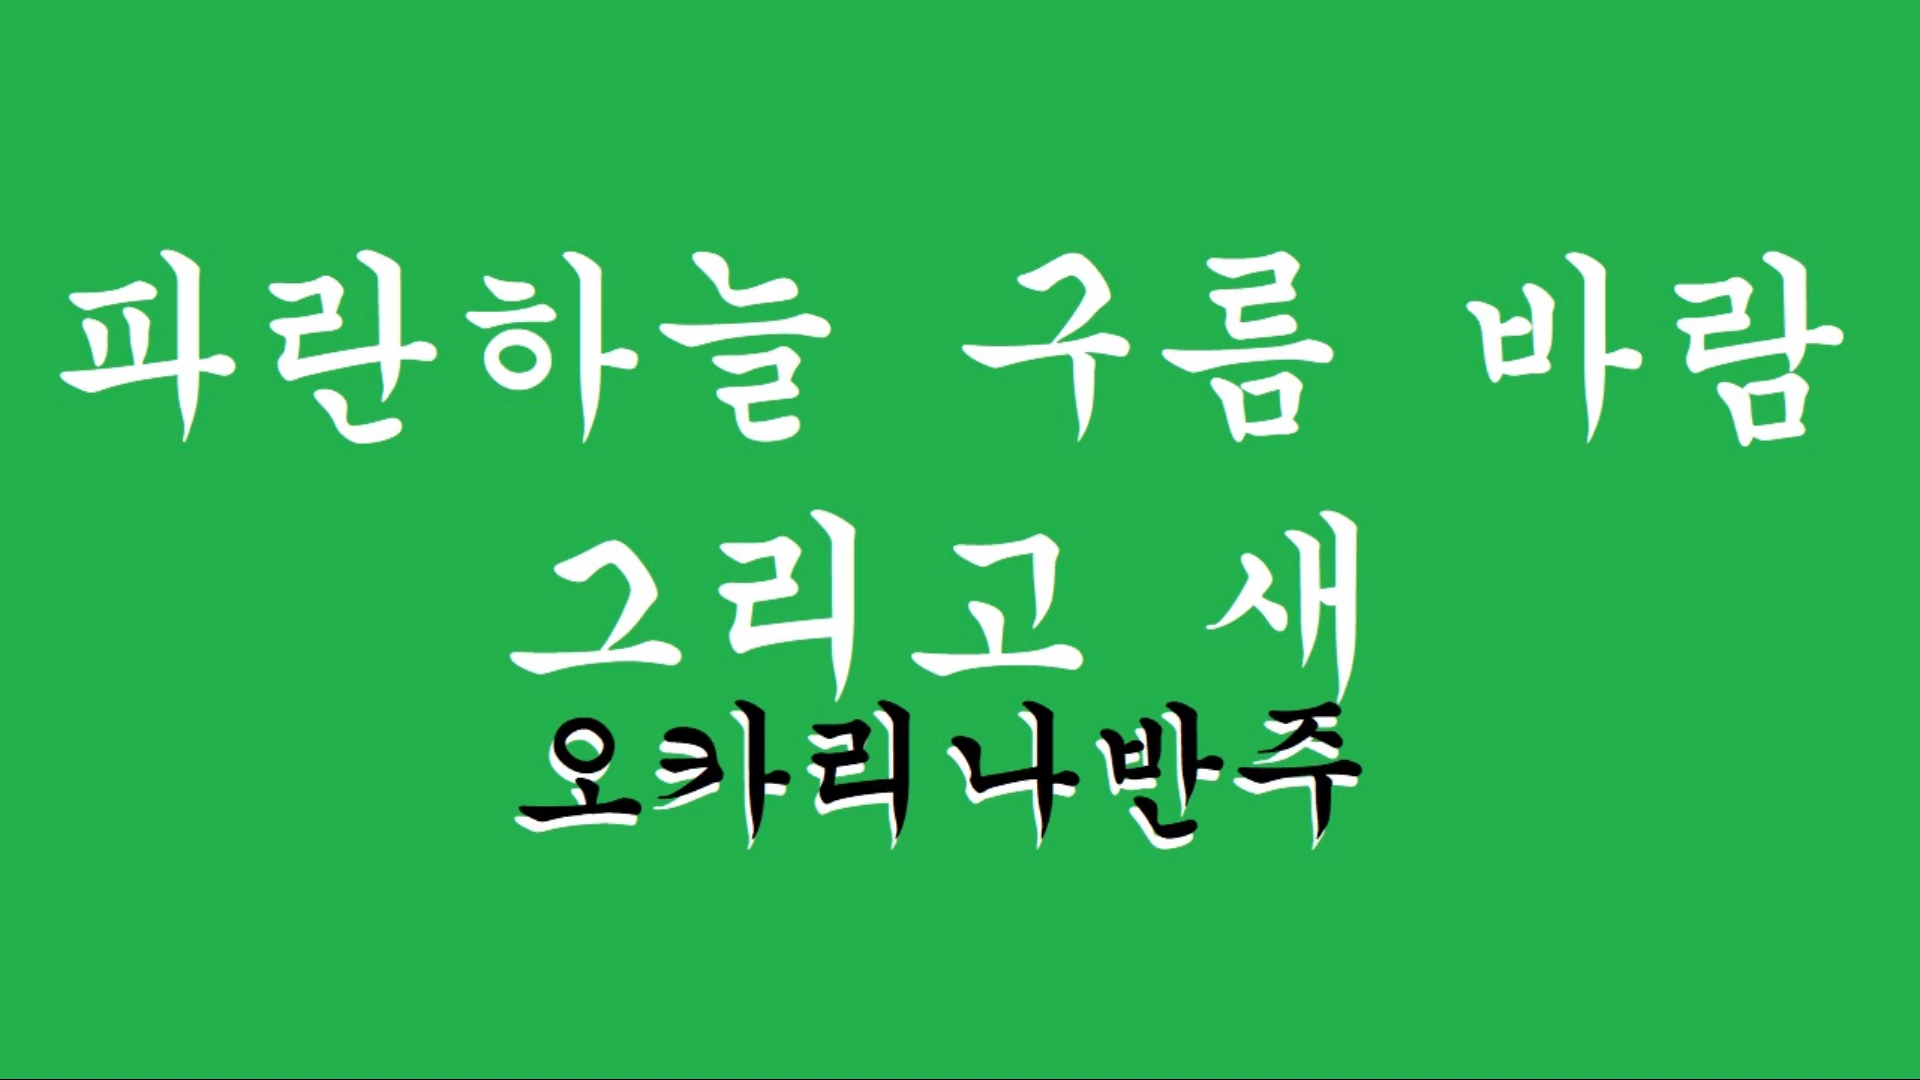 파란하늘 구름 바람
그리고 새
오카리나반주